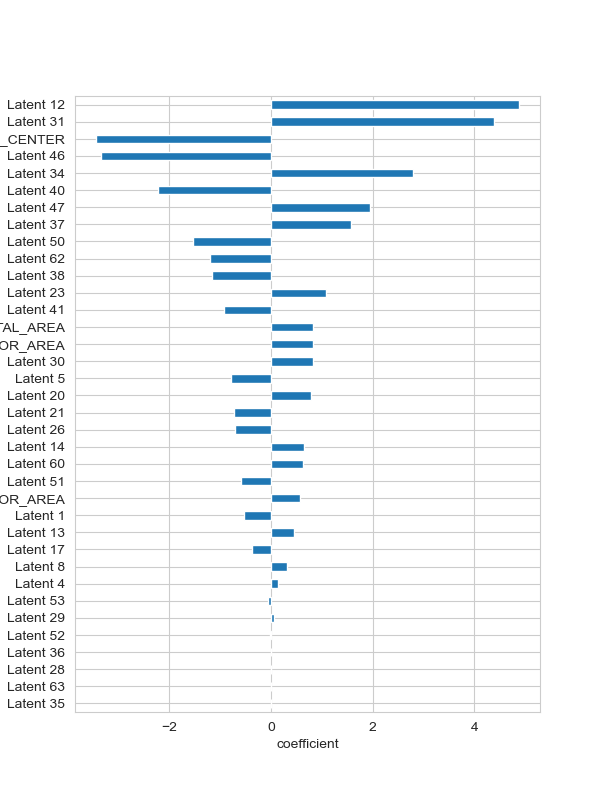 Latent 12
Latent 31
_CENTER
Latent 46
Latent 34
Latent 40
Latent 47
Latent 37
Latent 50
Latent 62
Latent 38
Latent 23
Latent 41
TAL_AREA
OR_AREA
Latent 30
Latent 5
Latent 20
Latent 21
Latent 26
Latent 14
Latent 60
Latent 51
OR_AREA
Latent 1
Latent 13
Latent 17
Latent 8
Latent 4
Latent 53
Latent 29
Latent 52
Latent 36
Latent 28
Latent 63
Latent 35
−2 0 2 4
coefficient